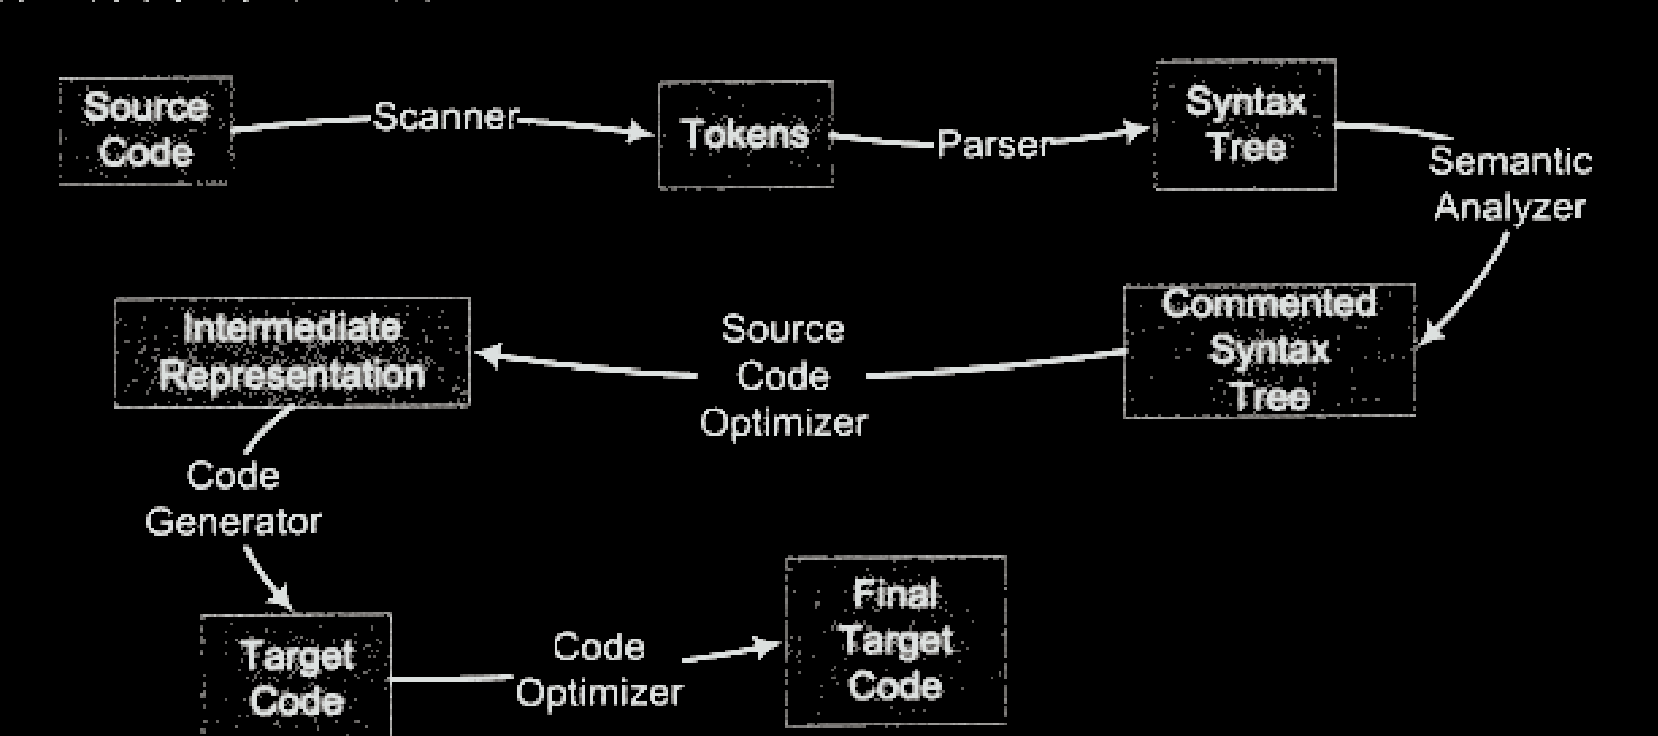 Source
Code
Scanner
Tokens
Parser
Syntax
Tree
Semantic
Analyzer
Commented
Syntax
Tree
Source
Code
Optimizer
Intermediate
Representation
Code
Generator
Target
Code
Code
Optimizer
Final
Target
Code